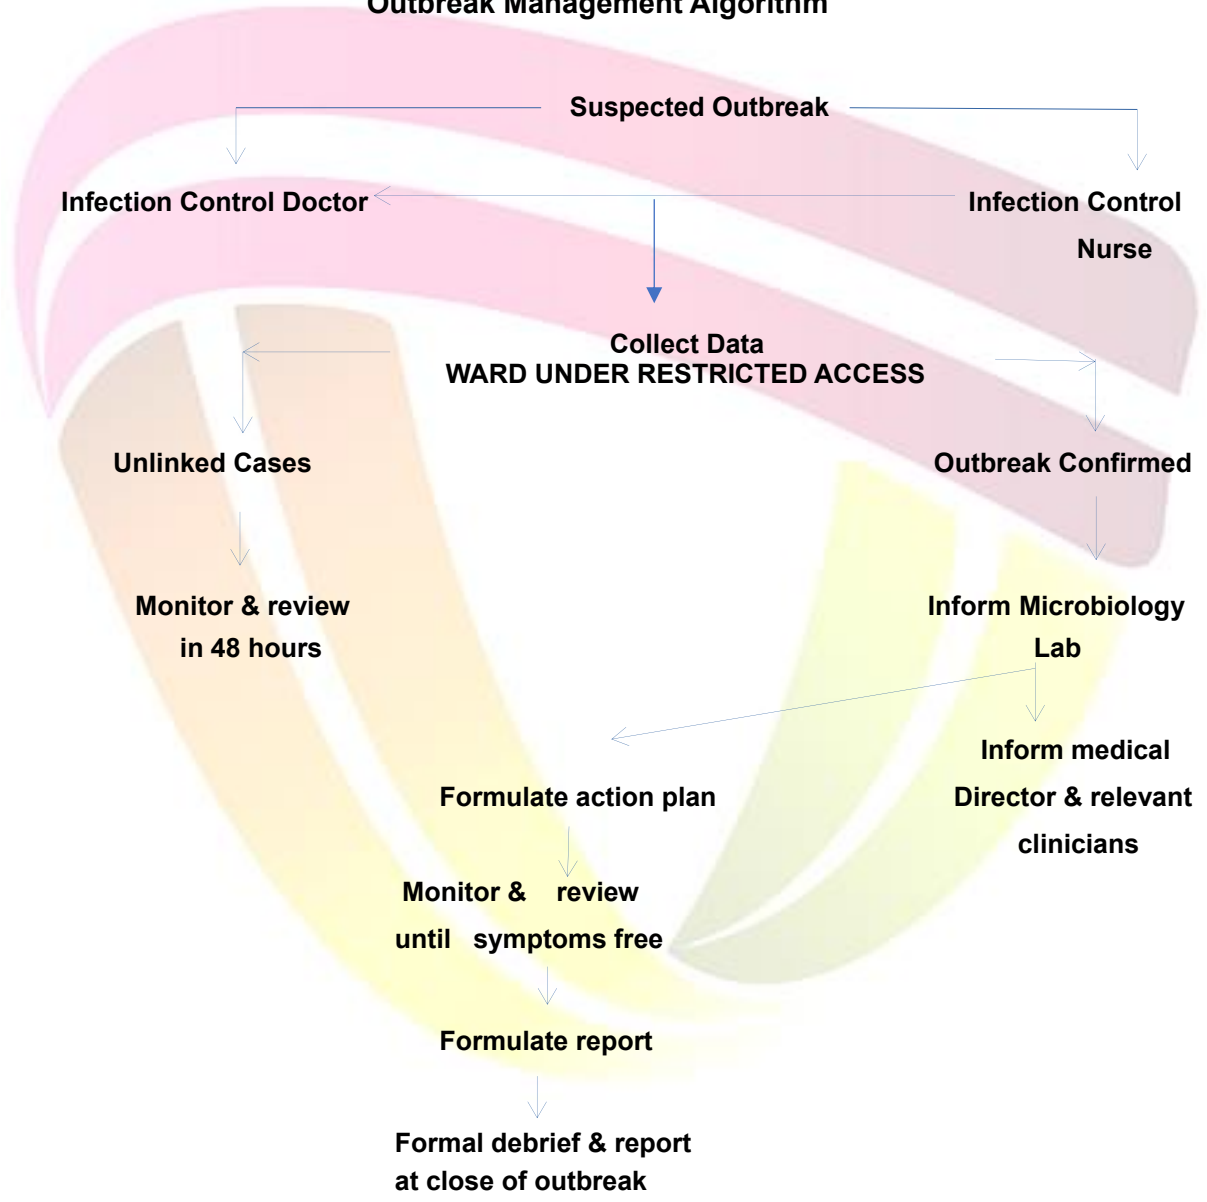 Outbreak Management Algorithm
Suspected Outbreak
Infection Control Doctor
Infection Control
Nurse
Collect Data
WARD UNDER RESTRICTED ACCESS
Unlinked Cases
Outbreak Confirmed
Monitor & review
in 48 hours
Inform Microbiology
Lab
Inform medical
Director & relevant
clinicians
Formulate action plan
Monitor & review
until symptoms free
Formulate report
Formal debrief & report
at close of outbreak